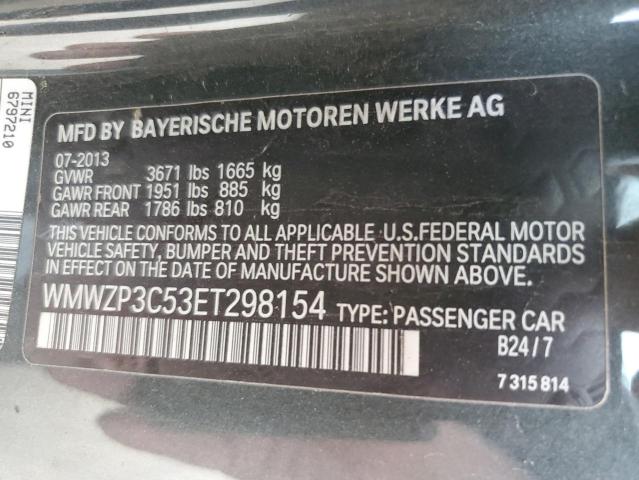 MFD BY BAYERISCHE MOTOREN WERKE AG
07-2013
GVWR 3671 lbs 1665 kg
GAWR FRONT 1951 lbs 885 kg
GAWR REAR 1786 lbs 810 kg
THIS VEHICLE CONFORMS TO ALL APPLICABLE U.S.FEDERAL MOTOR
VEHICLE SAFETY, BUMPER AND THEFT PREVENTION STANDARDS
IN EFFECT ON THE DATE OF MANUFACTURE SHOWN ABOVE.
WMWZP3C53ET298154 TYPE: PASSENGER CAR
B24 / 7
7 315 814
MINI
6797210